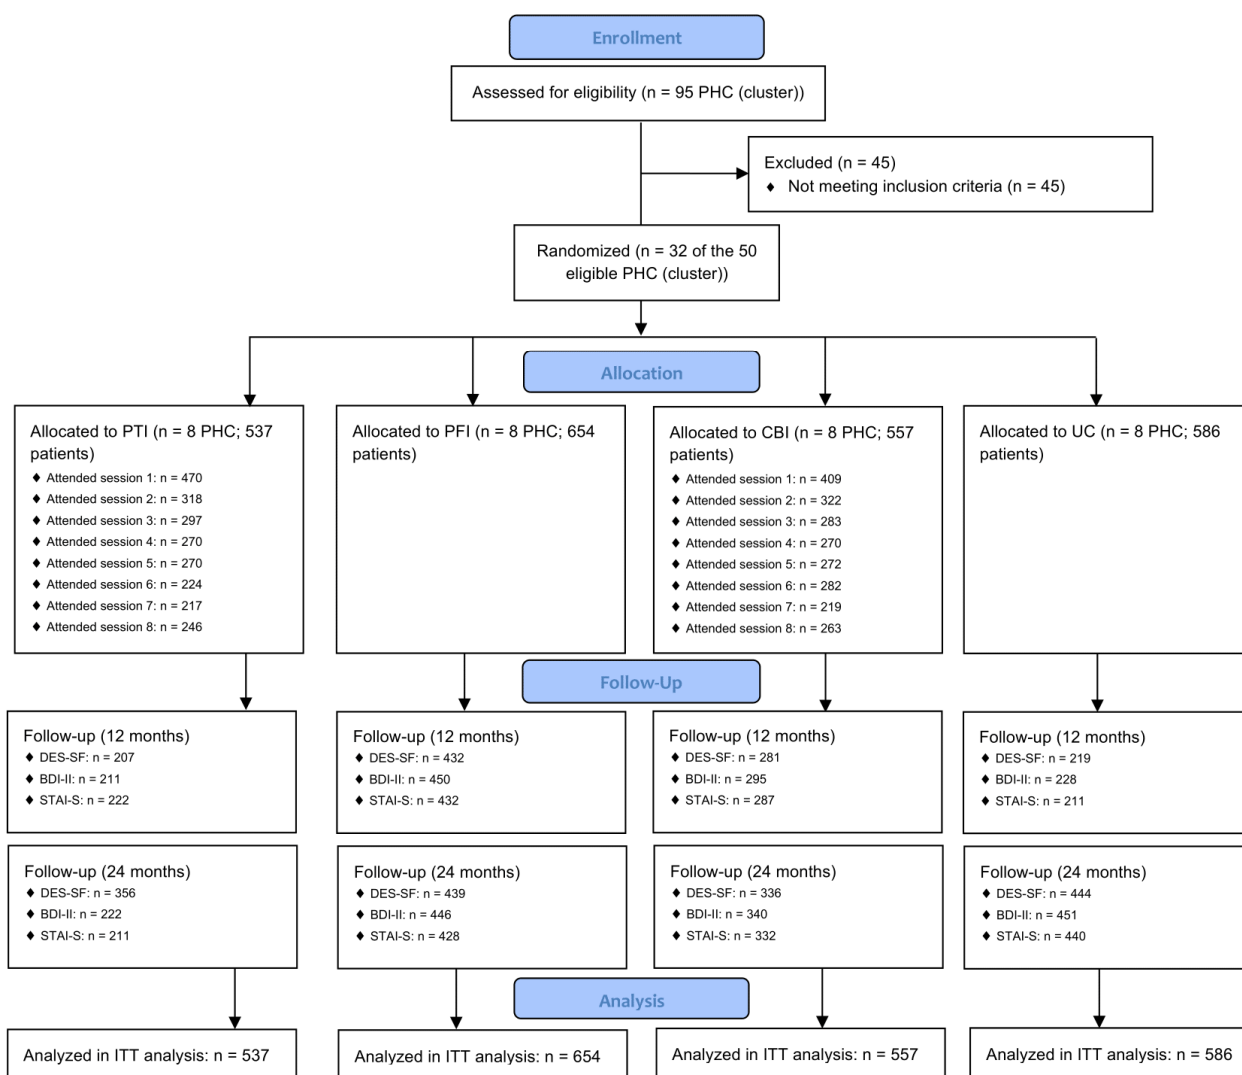 Enrollment
Assessed for eligibility (n = 95 PHC (cluster))
Excluded (n = 45)
♦ Not meeting inclusion criteria (n = 45)
Randomized (n = 32 of the 50
eligible PHC (cluster))
Allocation
Allocated to PTI (n = 8 PHC; 537
patients)
♦ Attended session 1: n = 470
♦ Attended session 2: n = 318
♦ Attended session 3: n = 297
♦ Attended session 4: n = 270
♦ Attended session 5: n = 270
♦ Attended session 6: n = 224
♦ Attended session 7: n = 217
♦ Attended session 8: n = 246
Allocated to PFI (n = 8 PHC; 654
patients)
Allocated to CBI (n = 8 PHC; 557
patients)
♦ Attended session 1: n = 409
♦ Attended session 2: n = 322
♦ Attended session 3: n = 283
♦ Attended session 4: n = 270
♦ Attended session 5: n = 272
♦ Attended session 6: n = 282
♦ Attended session 7: n = 219
♦ Attended session 8: n = 263
Allocated to UC (n = 8 PHC; 586
patients)
Follow-Up
Follow-up (12 months)
♦ DES-SF: n = 207
♦ BDI-II: n = 211
♦ STAI-S: n = 222
Follow-up (12 months)
♦ DES-SF: n = 432
♦ BDI-II: n = 450
♦ STAI-S: n = 432
Follow-up (12 months)
♦ DES-SF: n = 281
♦ BDI-II: n = 295
♦ STAI-S: n = 287
Follow-up (12 months)
♦ DES-SF: n = 219
♦ BDI-II: n = 228
♦ STAI-S: n = 211
Follow-up (24 months)
♦ DES-SF: n = 356
♦ BDI-II: n = 222
♦ STAI-S: n = 211
Follow-up (24 months)
♦ DES-SF: n = 439
♦ BDI-II: n = 446
♦ STAI-S: n = 428
Follow-up (24 months)
♦ DES-SF: n = 336
♦ BDI-II: n = 340
♦ STAI-S: n = 332
Follow-up (24 months)
♦ DES-SF: n = 444
♦ BDI-II: n = 451
♦ STAI-S: n = 440
Analysis
Analyzed in ITT analysis: n = 537
Analyzed in ITT analysis: n = 654
Analyzed in ITT analysis: n = 557
Analyzed in ITT analysis: n = 586